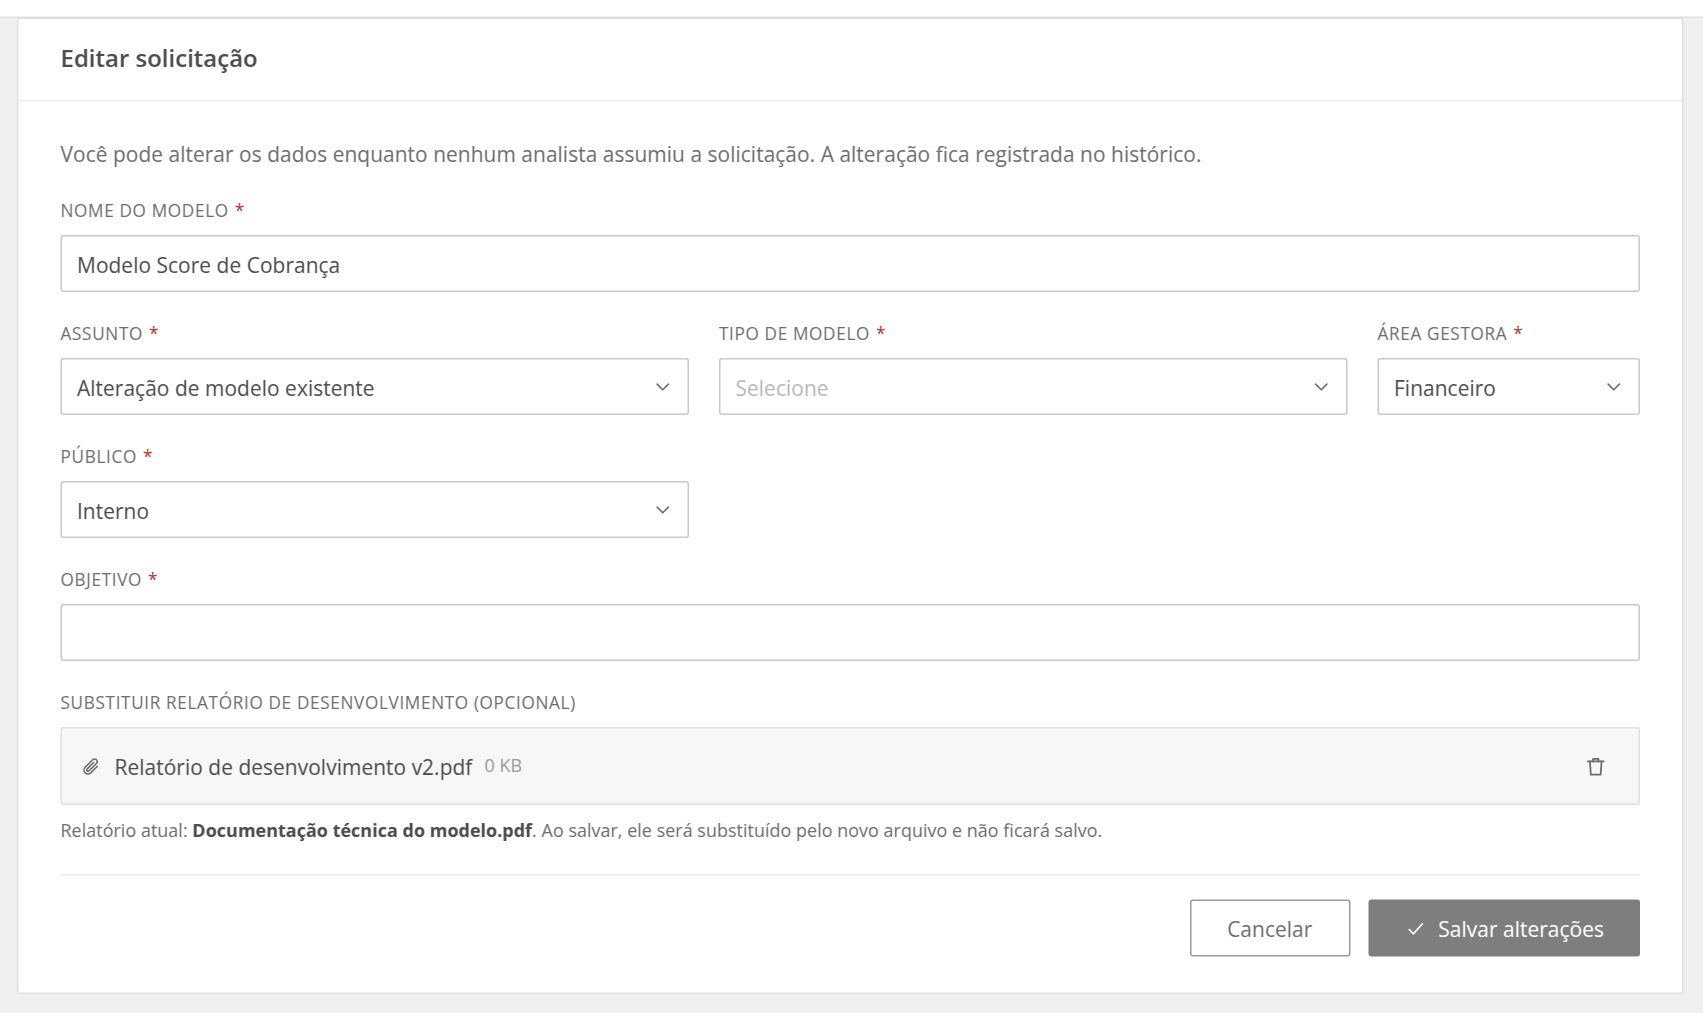 Editar solicitação
Você pode alterar os dados enquanto nenhum analista assumiu a solicitação. A alteração fica registrada no histórico.
NOME DO MODELO *
Modelo Score de Cobrança
ASSUNTO * TIPO DE MODELO * ÁREA GESTORA *
Alteração de modelo existente Selecione Financeiro
PÚBLICO *
Interno
OBJETIVO *
SUBSTITUIR RELATÓRIO DE DESENVOLVIMENTO (OPCIONAL)
Relatório de desenvolvimento v2.pdf 0 KB
Relatório atual: Documentação técnica do modelo.pdf. Ao salvar, ele será substituído pelo novo arquivo e não ficará salvo.
Cancelar Salvar alterações